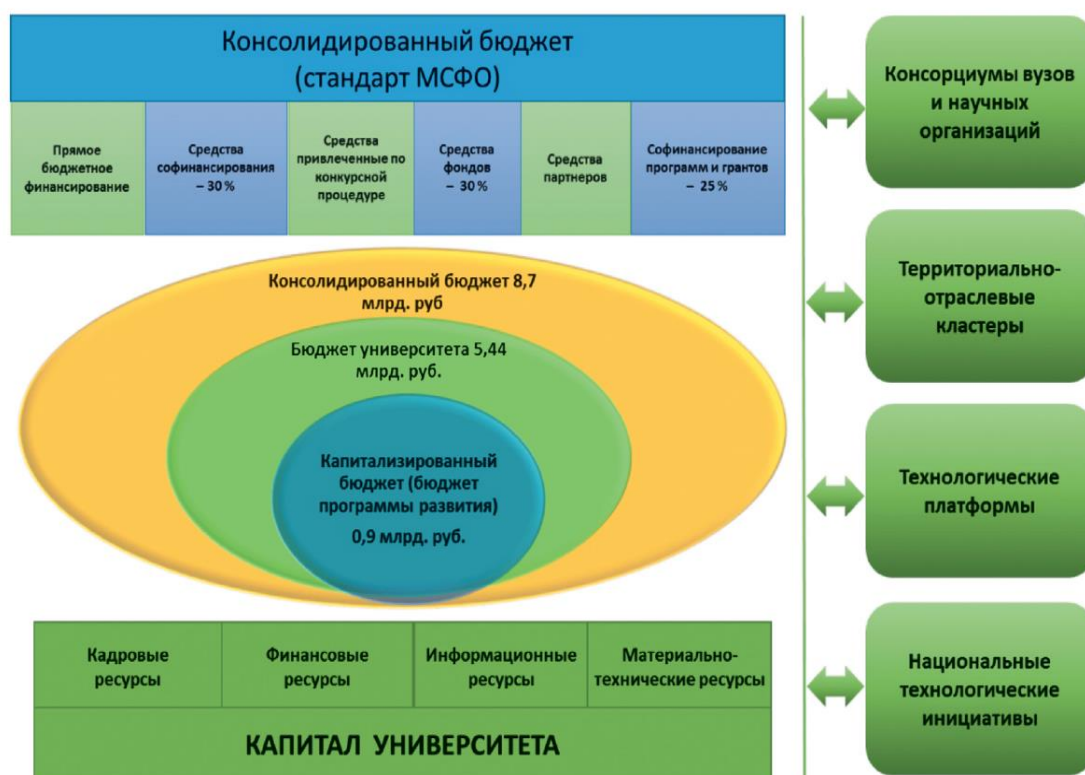 Консолидированный бюджет
(стандарт МСФО)
Прямое
бюджетное
финансирование
Средства
софинансирования
– 30 %
Средства
привлеченные по
конкурсной
процедуре
Средства
фондов
– 30 %
Средства
партнеров
Софинансирование
программ и грантов
– 25 %
Консолидированный бюджет 8,7
млрд. руб
Бюджет университета 5,44
млрд. руб.
Капитализированный
бюджет (бюджет
программы развития)
0,9 млрд. руб.
Кадровые
ресурсы
Финансовые
ресурсы
Информационные
ресурсы
Материально-
технические ресурсы
КАПИТАЛ УНИВЕРСИТЕТА
Консорциумы вузов
и научных
организаций
Территориально-
отраслевые
кластеры
Технологические
платформы
Национальные
технологические
инициативы